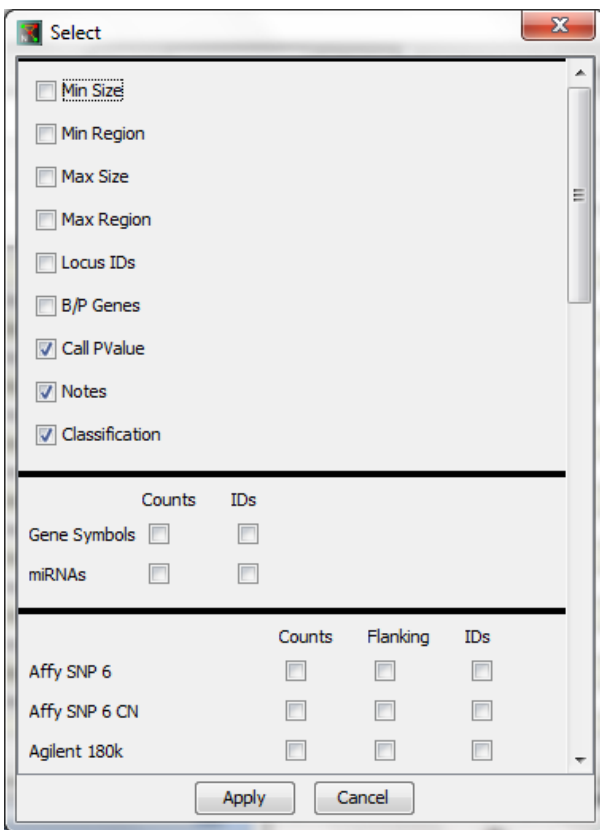 Select
Min Size
Min Region
Max Size
Max Region
Locus IDs
B/P Genes
Call PValue
Notes
Classification
Counts IDs
Gene Symbols
miRNAs
Counts Flanking IDs
Affy SNP 6
Affy SNP 6 CN
Agilent 180k
Apply Cancel